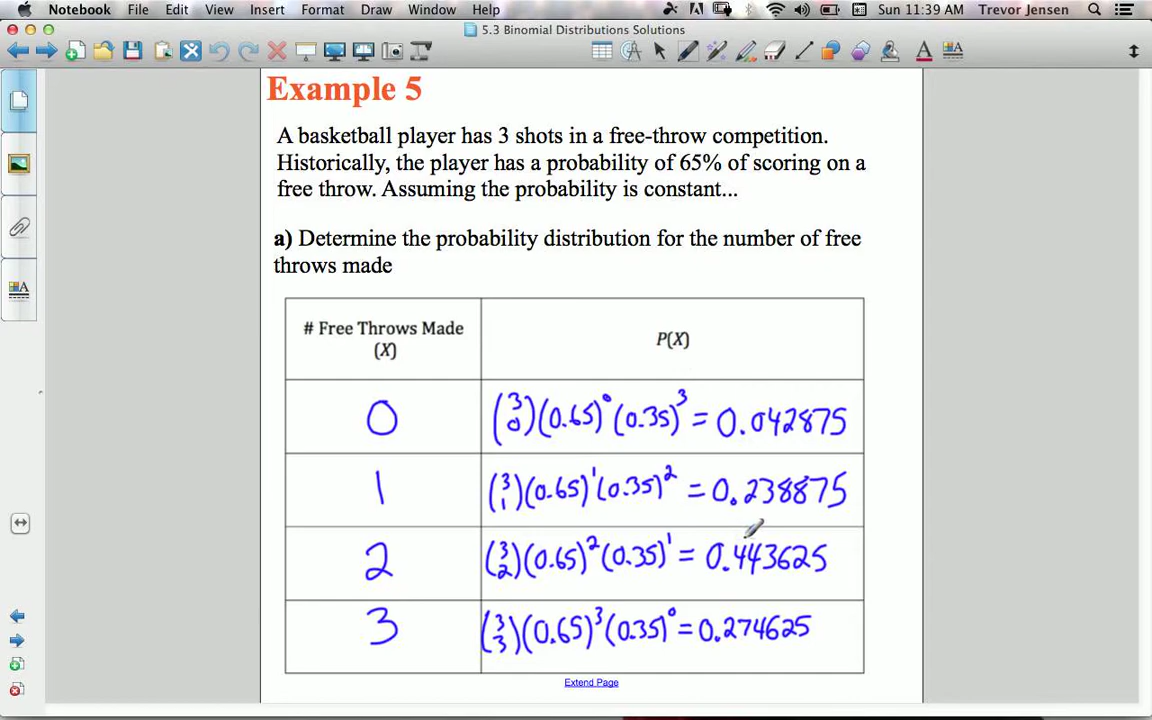 Notebook File Edit View Insert Format Draw Window Help Sun 11:39 AM Trevor Jensen
5.3 Binomial Distributions Solutions
Example 5
A basketball player has 3 shots in a free-throw competition.
Historically, the player has a probability of 65% of scoring on a
free throw. Assuming the probability is constant...
a) Determine the probability distribution for the number of free
throws made
# Free Throws Made
(X)
P(X)
0 (3 0)(0.65)^0(0.35)^3 = 0.042875
1 (3 1)(0.65)^1(0.35)^2 = 0.238875
2 (3 2)(0.65)^2(0.35)^1 = 0.443625
3 (3 3)(0.65)^3(0.35)^0 = 0.274625
Extend Page